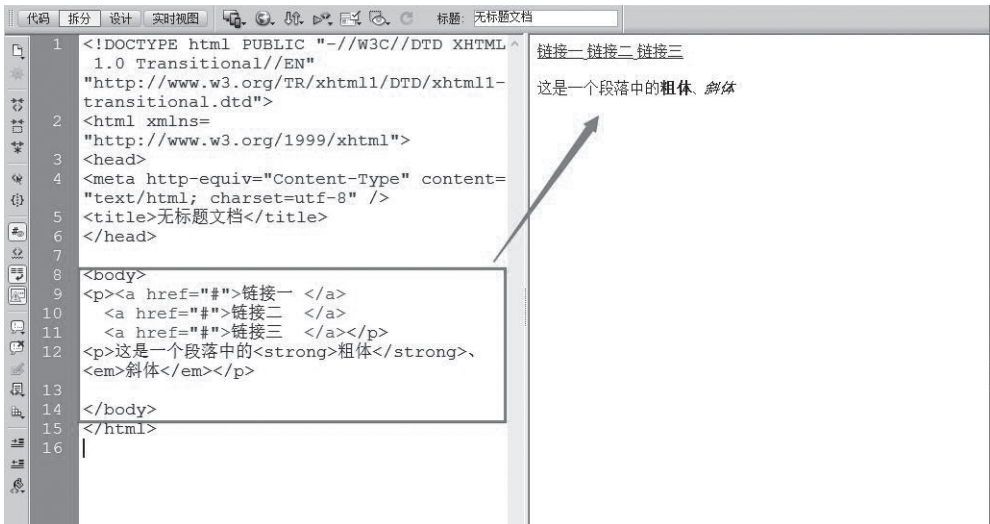 代码 拆分 设计 实时视图 标题: 无标题文档
1 <!DOCTYPE html PUBLIC "-//W3C//DTD XHTML
1.0 Transitional//EN"
"http://www.w3.org/TR/xhtml1/DTD/xhtml1-
transitional.dtd">
2 <html xmlns=
"http://www.w3.org/1999/xhtml">
3 <head>
4 <meta http-equiv="Content-Type" content=
"text/html; charset=utf-8" />
5 <title>无标题文档</title>
6 </head>
7
8 <body>
9 <p><a href="#">链接一 </a>
10 <a href="#">链接二 </a>
11 <a href="#">链接三 </a></p>
12 <p>这是一个段落中的<strong>粗体</strong>、
<em>斜体</em></p>
13
14 </body>
15 </html>
16
链接一 链接二 链接三
这是一个段落中的粗体、斜体